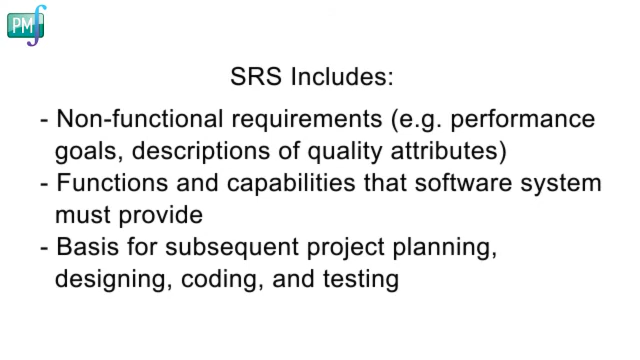 PMf
SRS Includes:
- Non-functional requirements (e.g. performance
goals, descriptions of quality attributes)
- Functions and capabilities that software system
must provide
- Basis for subsequent project planning,
designing, coding, and testing